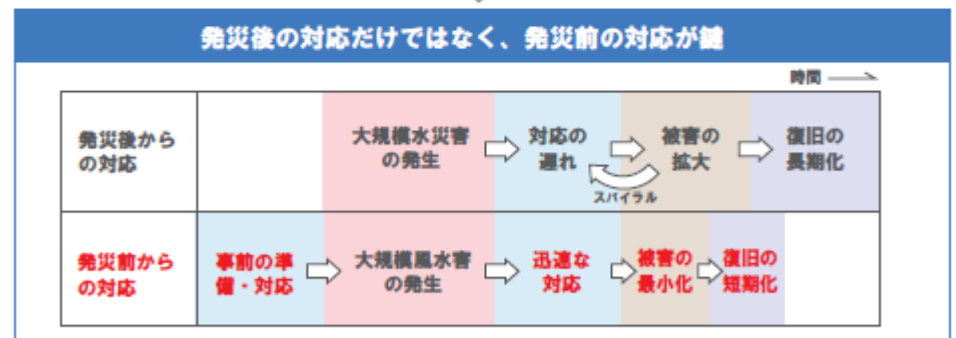 発災後の対応だけではなく、発災前の対応が鍵
時間
発災後から
の対応
大規模水災害
の発生
対応の
遅れ
被害の
拡大
復旧の
長期化
スパイラル
発災前から
の対応
事前の準
備・対応
大規模風水害
の発生
迅速な
対応
被害の
最小化
復旧の
短期化